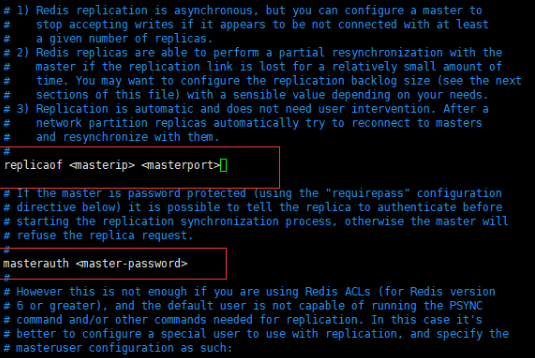 # 1) Redis replication is asynchronous, but you can configure a master to
#    stop accepting writes if it appears to be not connected with at least
#    a given number of replicas.
# 2) Redis replicas are able to perform a partial resynchronization with the
#    master if the replication link is lost for a relatively small amount of
#    time. You may want to configure the replication backlog size (see the next
#    sections of this file) with a sensible value depending on your needs.
# 3) Replication is automatic and does not need user intervention. After a
#    network partition replicas automatically try to reconnect to masters
#    and resynchronize with them.
#
replicaof <masterip> <masterport>
# If the master is password protected (using the "requirepass" configuration
# directive below) it is possible to tell the replica to authenticate before
# starting the replication synchronization process, otherwise the master will
# refuse the replica request.
#
masterauth <master-password>
#
# However this is not enough if you are using Redis ACLs (for Redis version
# 6 or greater), and the default user is not capable of running the PSYNC
# command and/or other commands needed for replication. In this case it's
# better to configure a special user to use with replication, and specify the
# masteruser configuration as such: